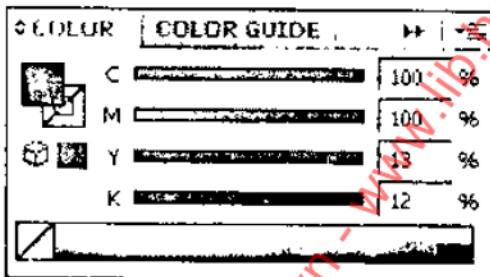 COLOR COLOR GUIDE
C 100 %
M 100 %
Y 13 %
K 12 %